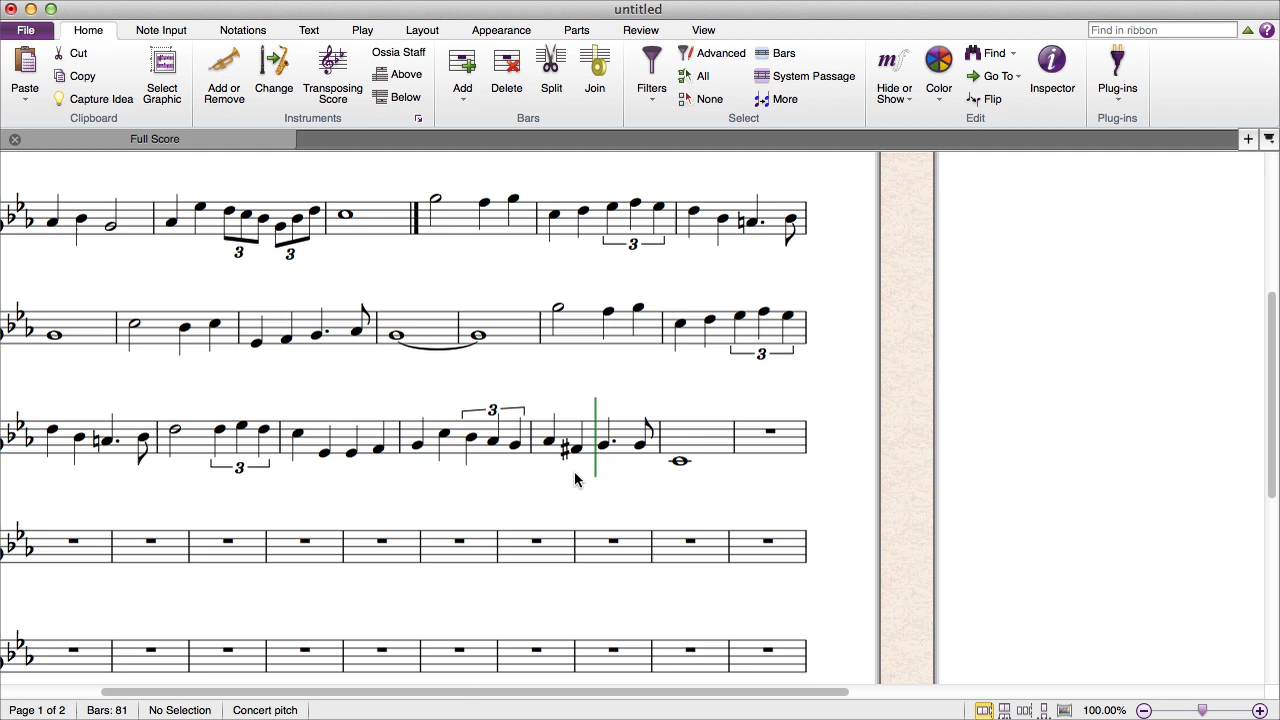 untitled
File Home Note Input Notations Text Play Layout Appearance Parts Review View Find in ribbon
Paste
Cut
Copy
Capture Idea
Select Graphic
Clipboard
Add or Remove
Change
Transposing Score
Ossia Staff
Above
Below
Instruments
Add
Delete
Split
Join
Bars
Filters
Advanced
All
None
Bars
System Passage
More
Select
Hide or Show
Color
Find
Go To
Flip
Inspector
Edit
Plug-ins
Plug-ins
Full Score
3 3 3
3
3 3
Page 1 of 2 Bars: 81 No Selection Concert pitch 100.00%